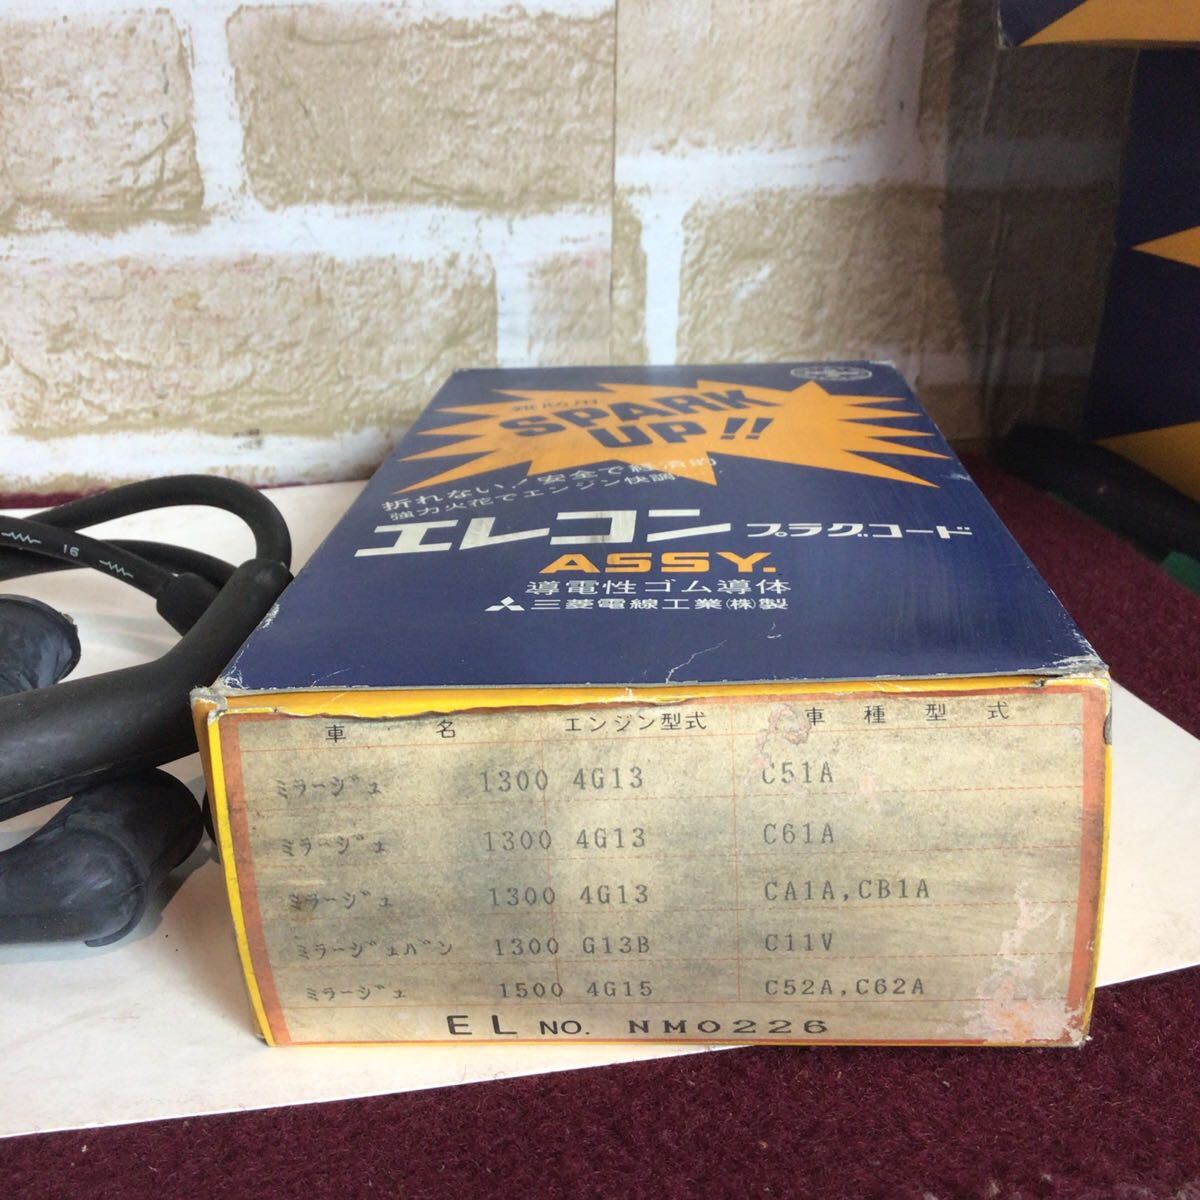 雑防用
SPARK
UP!!
折れない!安全で経済的
強力火花でエンジン快調
エレコン プラグコード
ASSY.
導電性ゴム導体
三菱電線工業(株)製
車 名 エンジン型式 車種型式
ミラージュ 1300 4G13 C51A
ミラージュ 1300 4G13 C61A
ミラージュ 1300 4G13 CA1A,CB1A
ミラージュバン 1300 G13B C11V
ミラージュ 1500 4G15 C52A,C62A
EL NO. NM0226
16